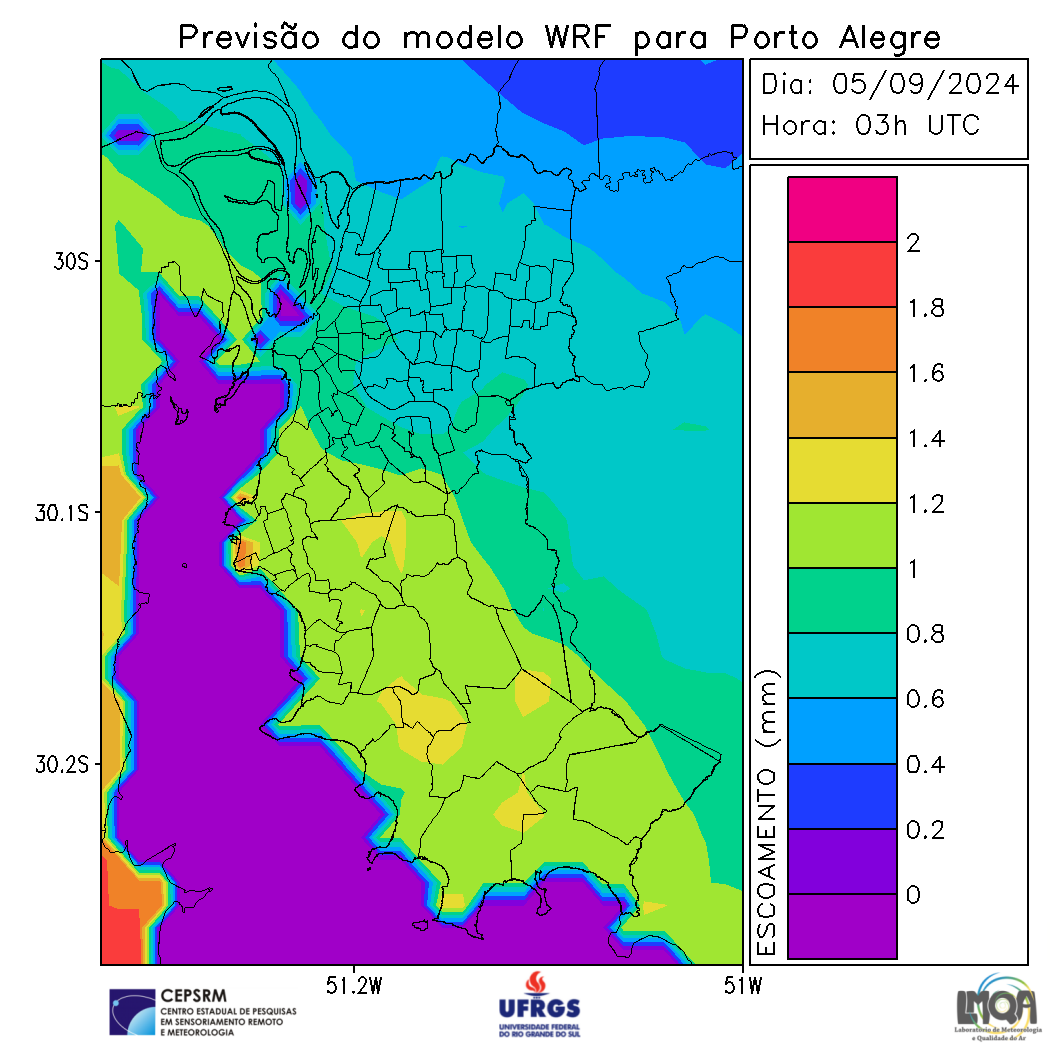 Previsão do modelo WRF para Porto Alegre
Dia: 05/09/2024
Hora: 03h UTC
30S
30.1S
30.2S
51.2W
51W
ESCOAMENTO (mm)
2
1.8
1.6
1.4
1.2
1
0.8
0.6
0.4
0.2
0
CEPSRM
CENTRO ESTADUAL DE PESQUISAS
EM SENSORIAMENTO REMOTO
E METEOROLOGIA
UFRGS
UNIVERSIDADE FEDERAL
DO RIO GRANDE DO SUL
LMQA
Laboratório de Meteorologia
e Qualidade do Ar